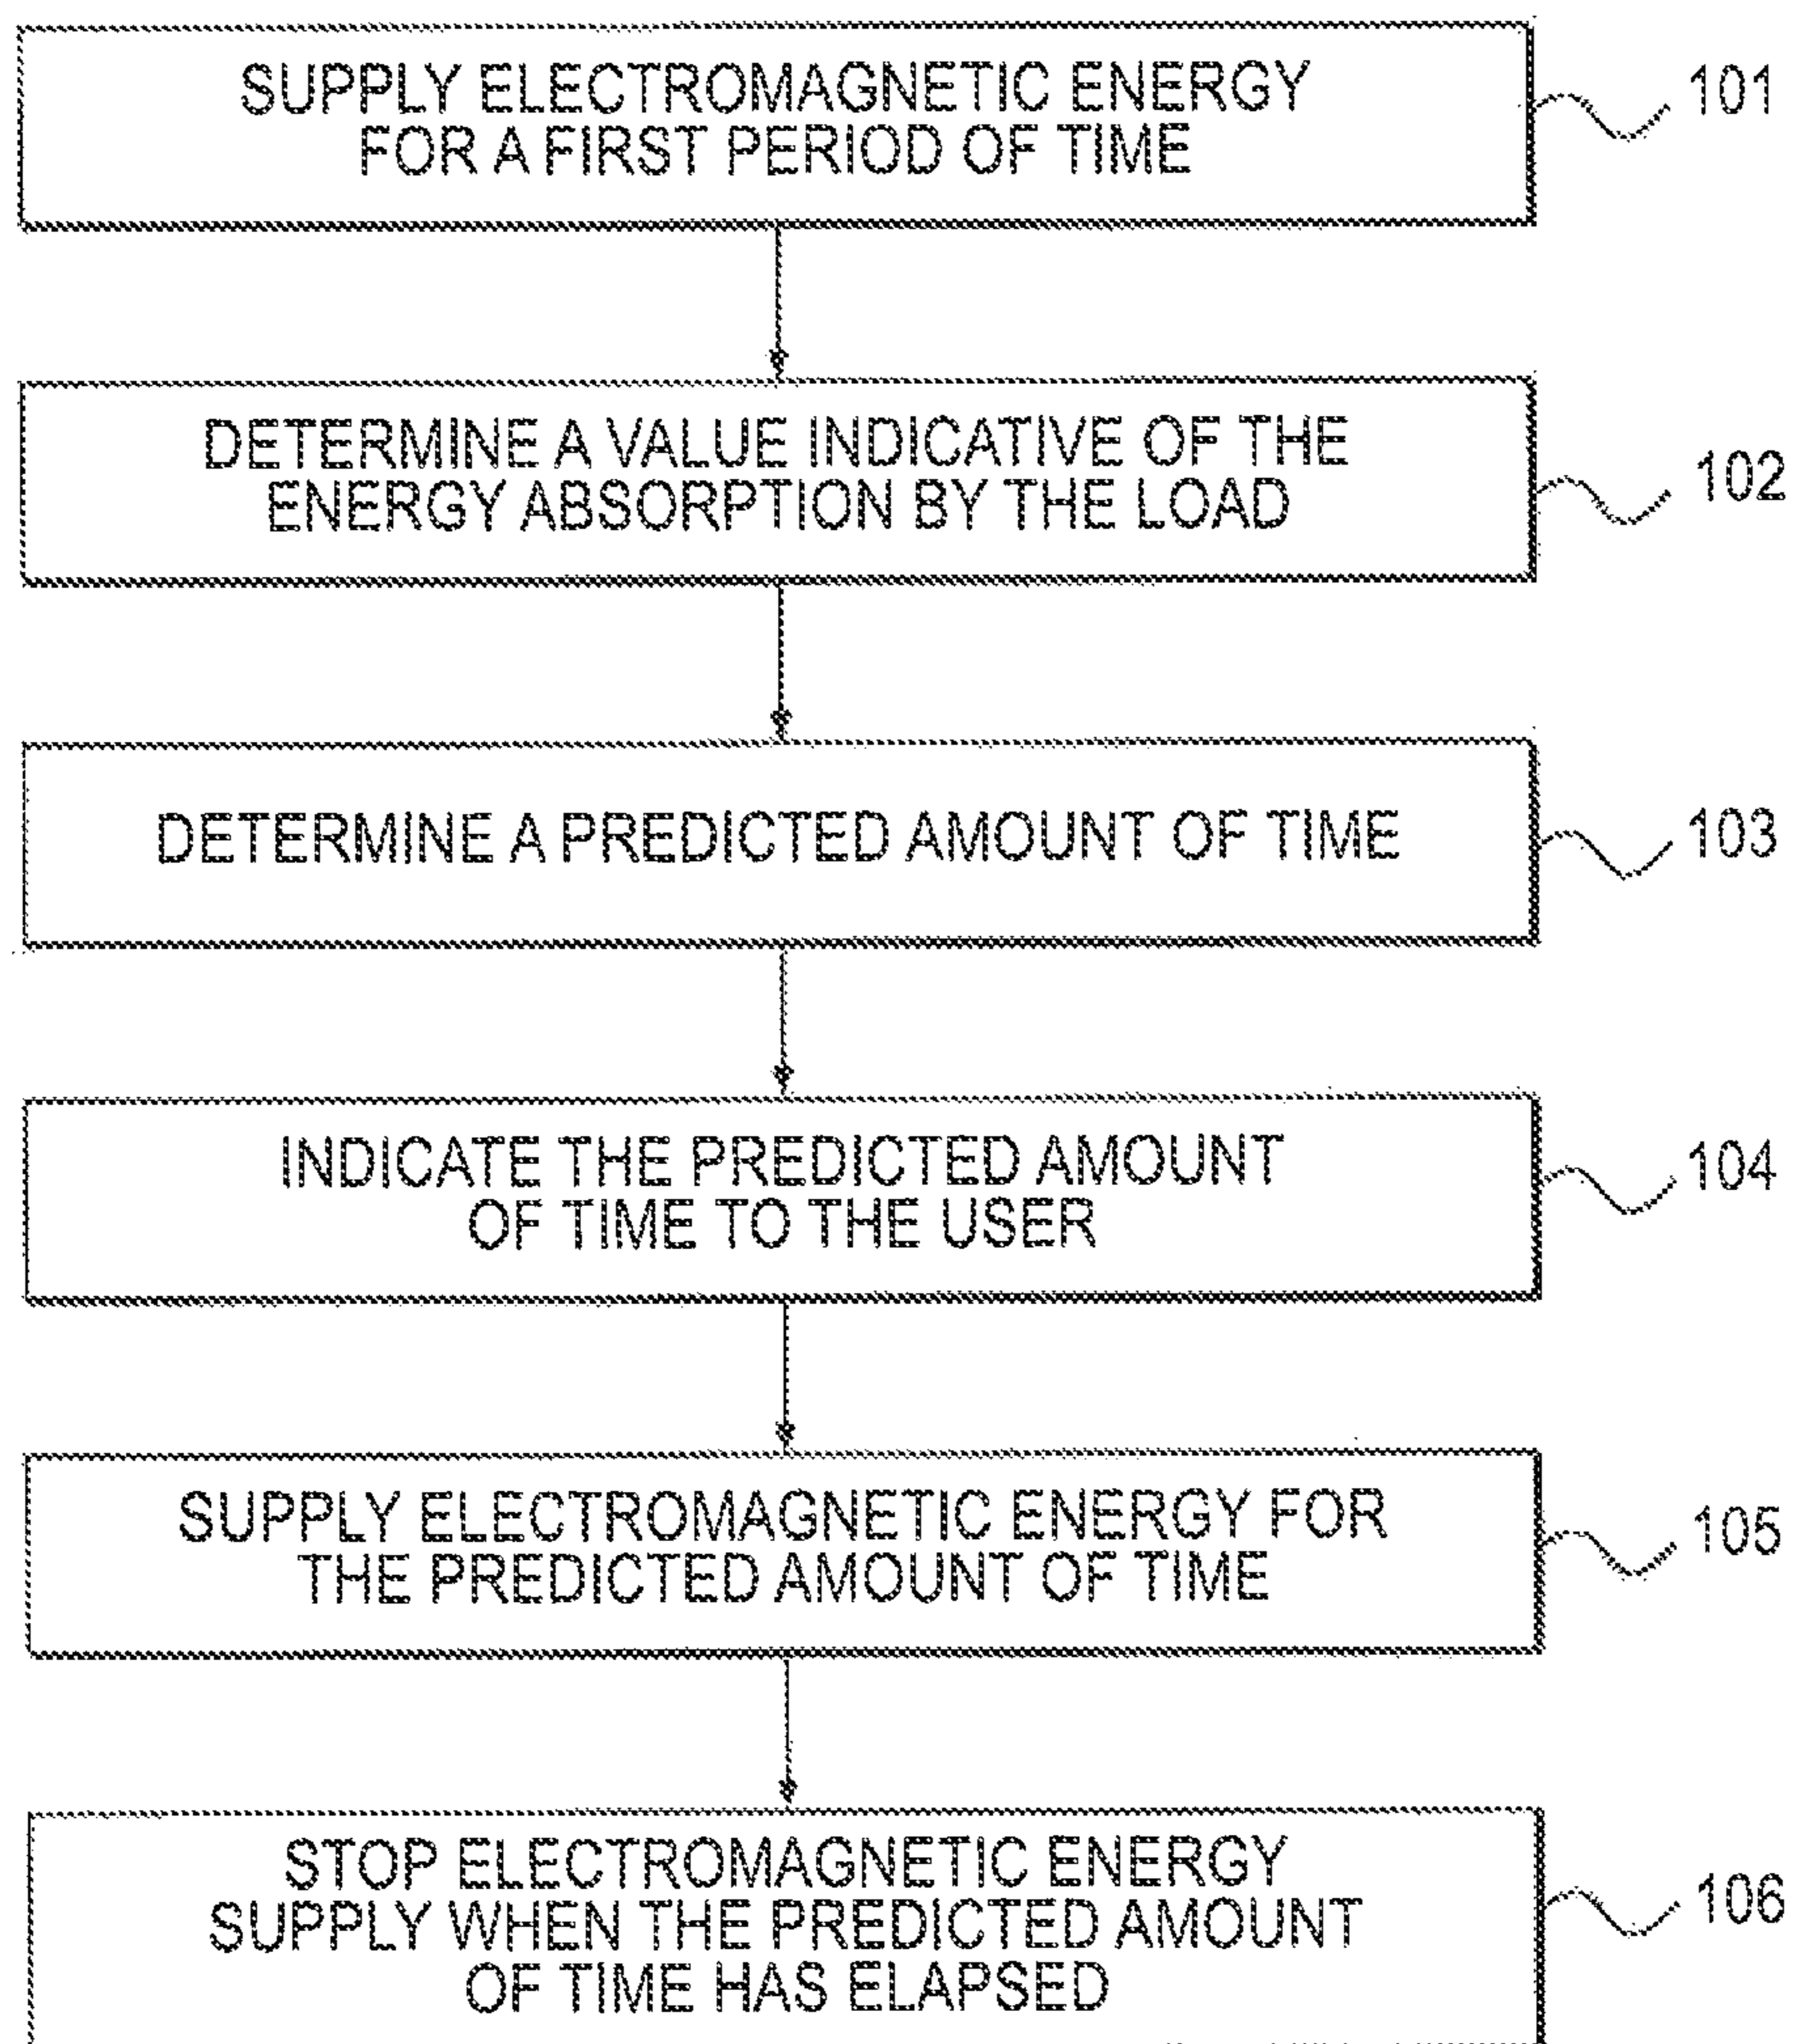 SUPPLY ELECTROMAGNETIC ENERGY
FOR A FIRST PERIOD OF TIME
101
DETERMINE A VALUE INDICATIVE OF THE
ENERGY ABSORPTION BY THE LOAD
102
DETERMINE A PREDICTED AMOUNT OF TIME
103
INDICATE THE PREDICTED AMOUNT
OF TIME TO THE USER
104
SUPPLY ELECTROMAGNETIC ENERGY FOR
THE PREDICTED AMOUNT OF TIME
105
STOP ELECTROMAGNETIC ENERGY
SUPPLY WHEN THE PREDICTED AMOUNT
OF TIME HAS ELAPSED
106